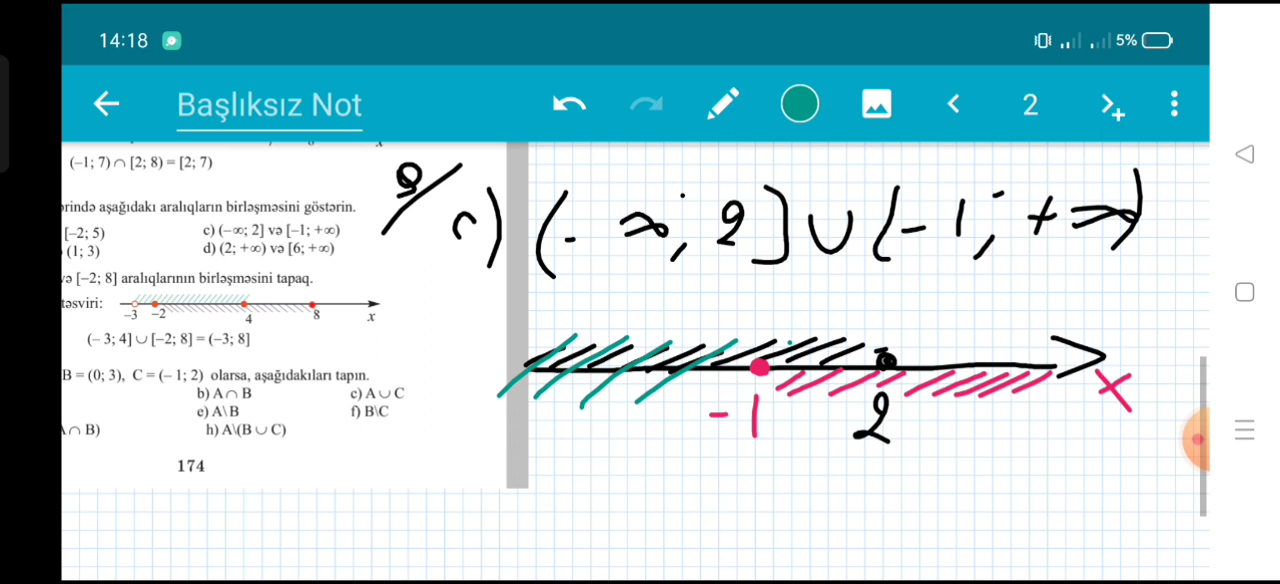 14:18
5%
Başlıksız Not
2
(–1; 7) ∩ [2; 8) = [2; 7)
ərində aşağıdakı aralıqların birləşməsini göstərin.
[–2; 5) c) (–∞; 2] və [–1; +∞)
(1; 3) d) (2; +∞) və [6; +∞)
və [–2; 8] aralıqlarının birləşməsini tapaq.
təsviri:
–3 –2 4 8 x
(– 3; 4] ∪ [–2; 8] = (–3; 8]
B = (0; 3), C = (– 1; 2) olarsa, aşağıdakıları tapın.
b) A ∩ B c) A ∪ C
e) A\B f) B\C
∩ B) h) A\(B ∪ C)
174
c) (- ∞; 2] ∪ (-1; +∞)
-1 2 x